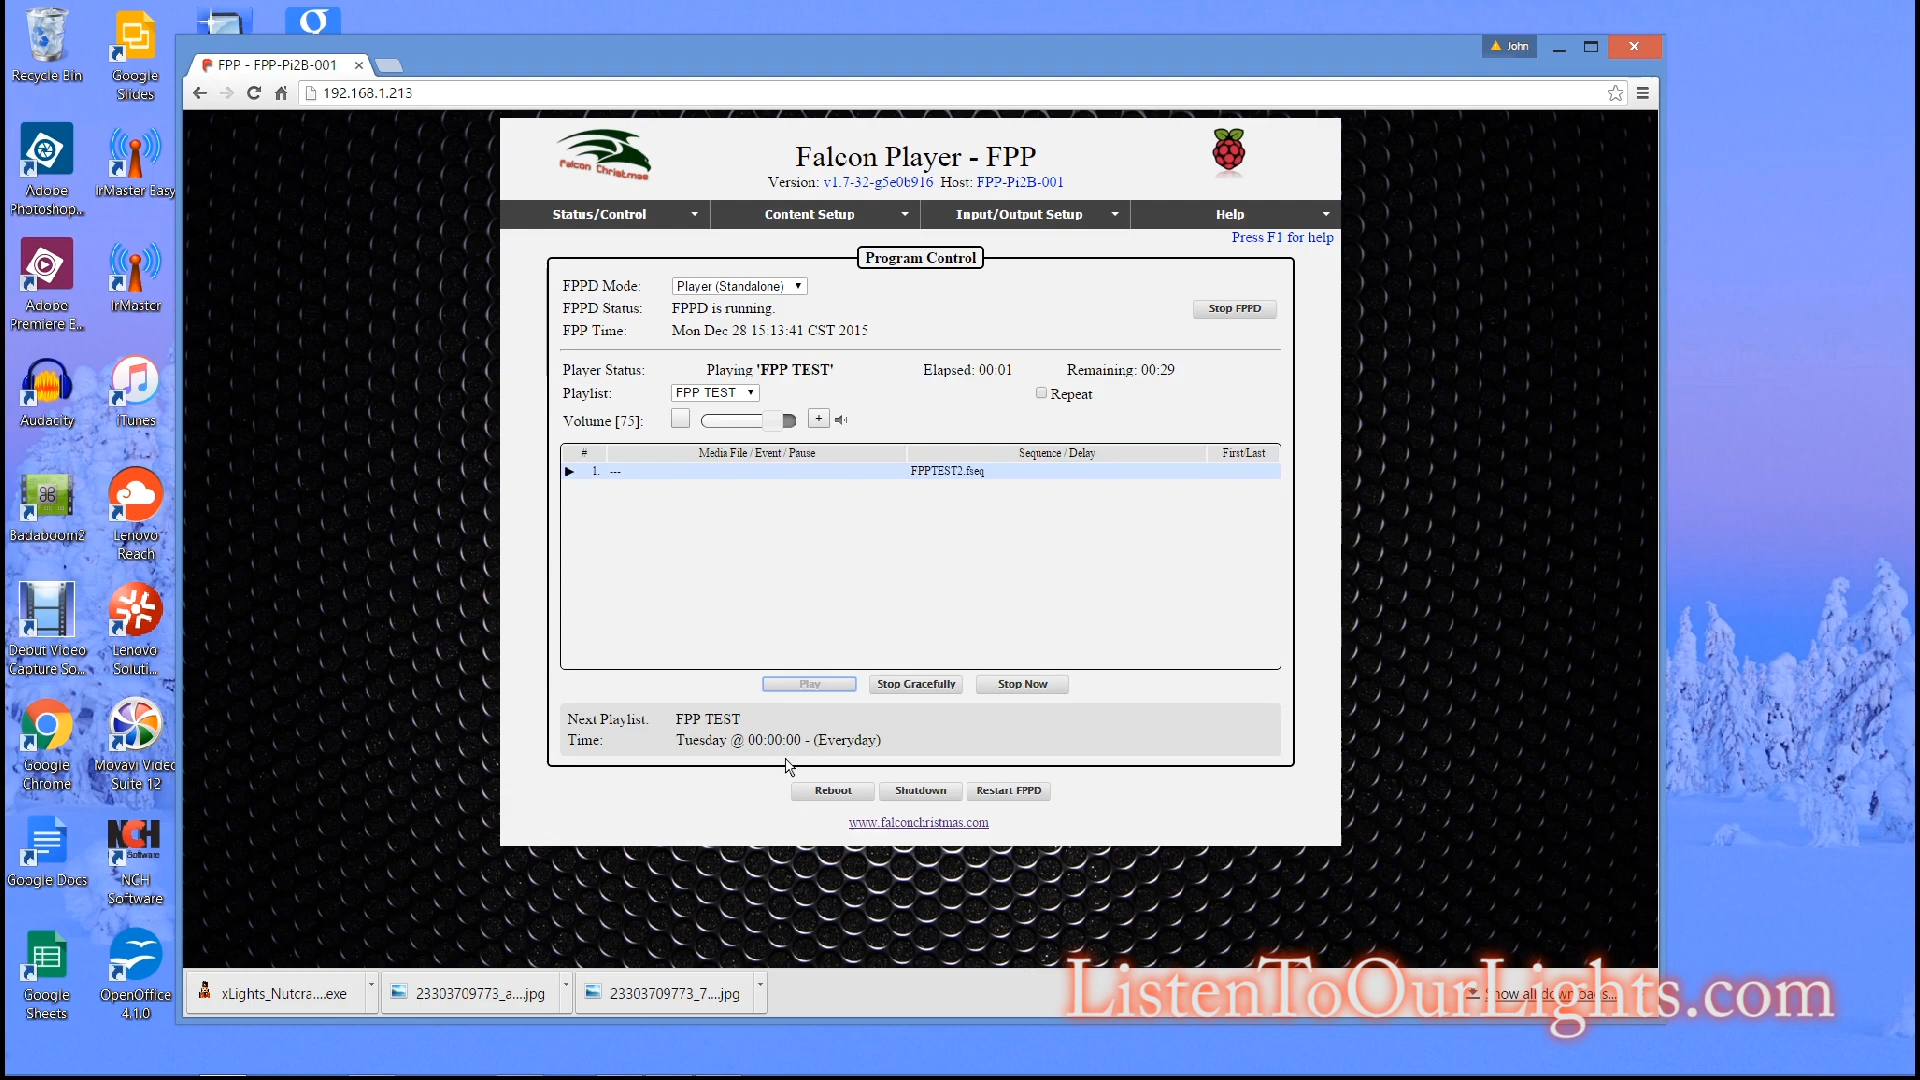 John
FPP - FPP-Pi2B-001
192.168.1.213
Recycle Bin
Google Slides
Adobe Photoshop...
IrMaster Easy
Adobe Premiere E...
IrMaster
Audacity
iTunes
Badaboom2
Lenovo Reach
Debut Video Capture So...
Lenovo Soluti...
Google Chrome
Movavi Video Suite 12
Google Docs
NCH Software
NCH Software
Google Sheets
OpenOffice 4.1.0
Falcon Christmas
Falcon Player - FPP
Version: v1.7-32-g5e0b916 Host: FPP-Pi2B-001
Status/Control Content Setup Input/Output Setup Help
Press F1 for help
Program Control
FPPD Mode: Player (Standalone)
FPPD Status: FPPD is running.
Stop FPPD
FPP Time: Mon Dec 28 15:13:41 CST 2015
Player Status: Playing 'FPP TEST' Elapsed: 00:01 Remaining: 00:29
Playlist: FPP TEST Repeat
Volume [75]: +
# Media File / Event / Pause Sequence / Delay First/Last
1. --- FPPTEST2.fseq
Play Stop Gracefully Stop Now
Next Playlist: FPP TEST
Time: Tuesday @ 00:00:00 - (Everyday)
Reboot Shutdown Restart FPPD
www.falconchristmas.com
xLights_Nutcra....exe 23303709773_a....jpg 23303709773_7....jpg Show all downloads...
ListenToOurLights.com